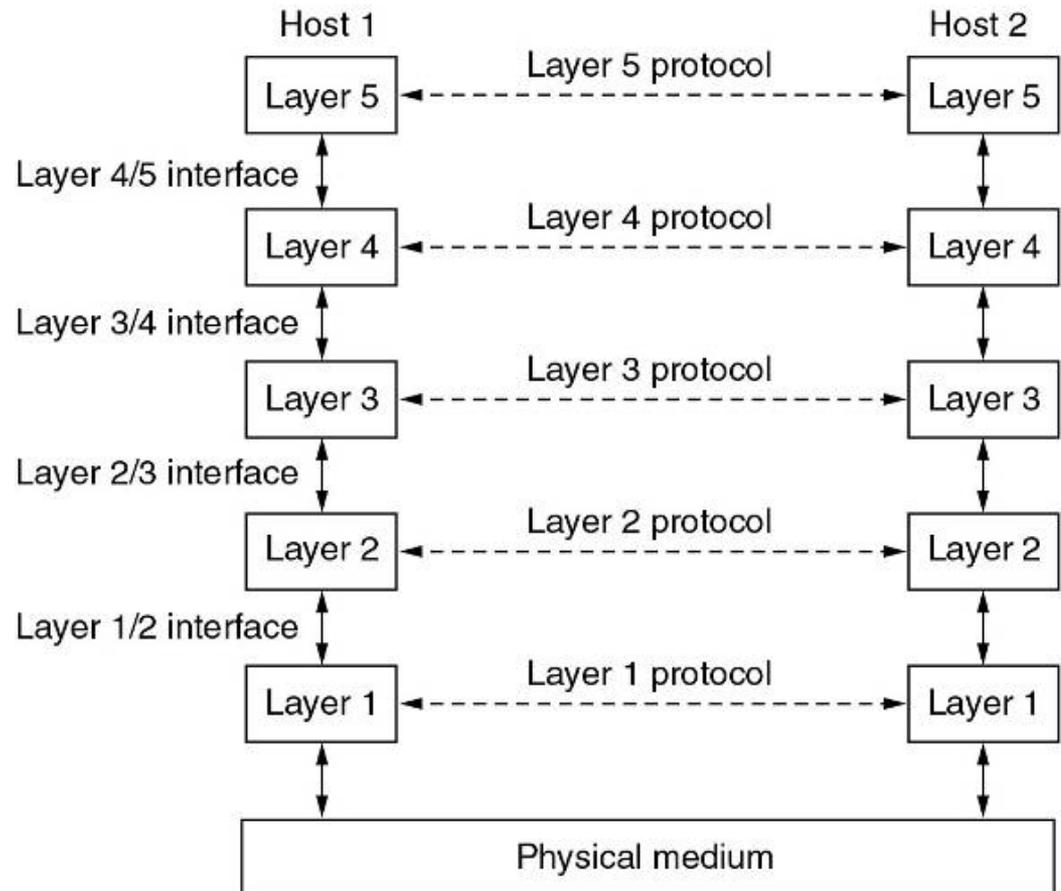 Host 1
Host 2
Layer 5 protocol
Layer 5
Layer 5
Layer 4/5 interface
Layer 4 protocol
Layer 4
Layer 4
Layer 3/4 interface
Layer 3 protocol
Layer 3
Layer 3
Layer 2/3 interface
Layer 2 protocol
Layer 2
Layer 2
Layer 1/2 interface
Layer 1 protocol
Layer 1
Layer 1
Physical medium